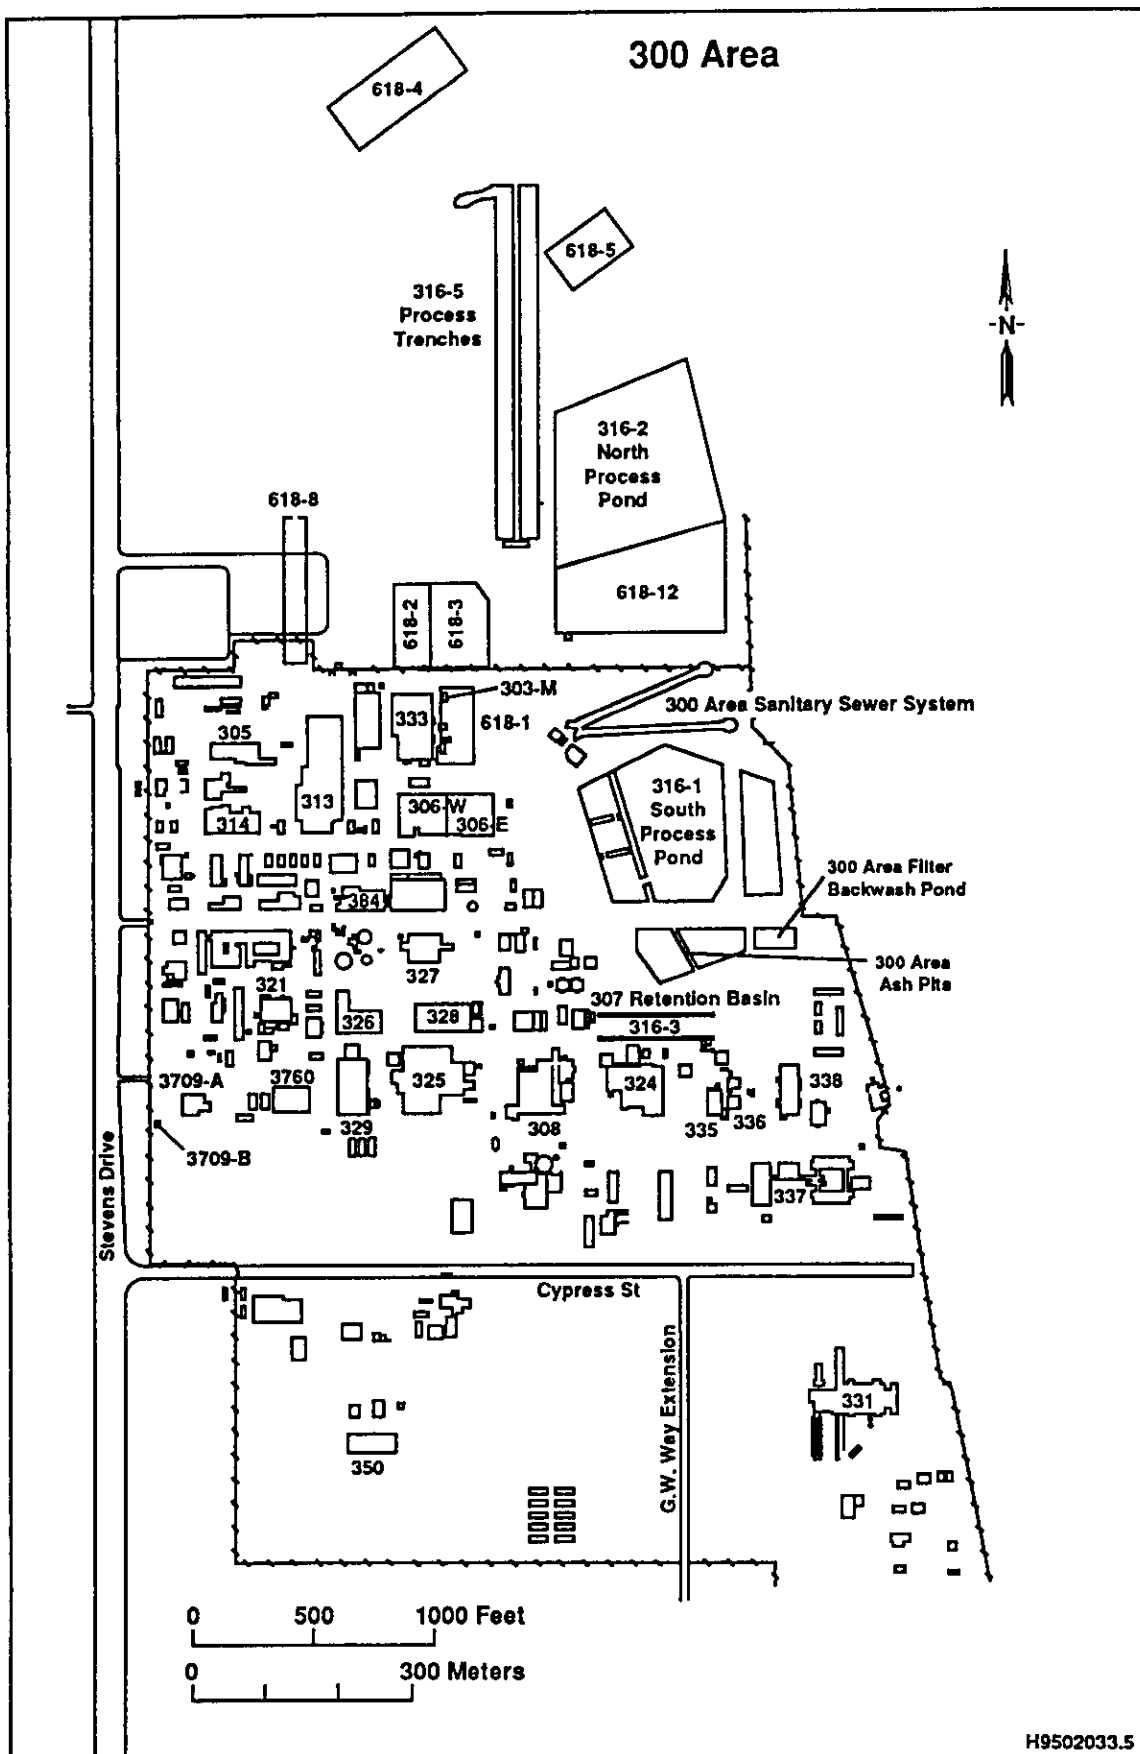 300 Area
618-4
618-5
316-5
Process
Trenches
-N-
316-2
North
Process
Pond
618-8
618-12
618-2
618-3
303-M
333
618-1
300 Area Sanitary Sewer System
305
313
314
306-W
306-E
316-1
South
Process
Pond
300 Area Filter
Backwash Pond
384
327
300 Area
Ash Pits
321
326
328
307 Retention Basin
316-3
3709-A
3760
325
324
338
329
308
335
336
3709-B
337
Stevens Drive
Cypress St
G.W. Way Extension
331
350
0 500 1000 Feet
0 300 Meters
H9502033.5